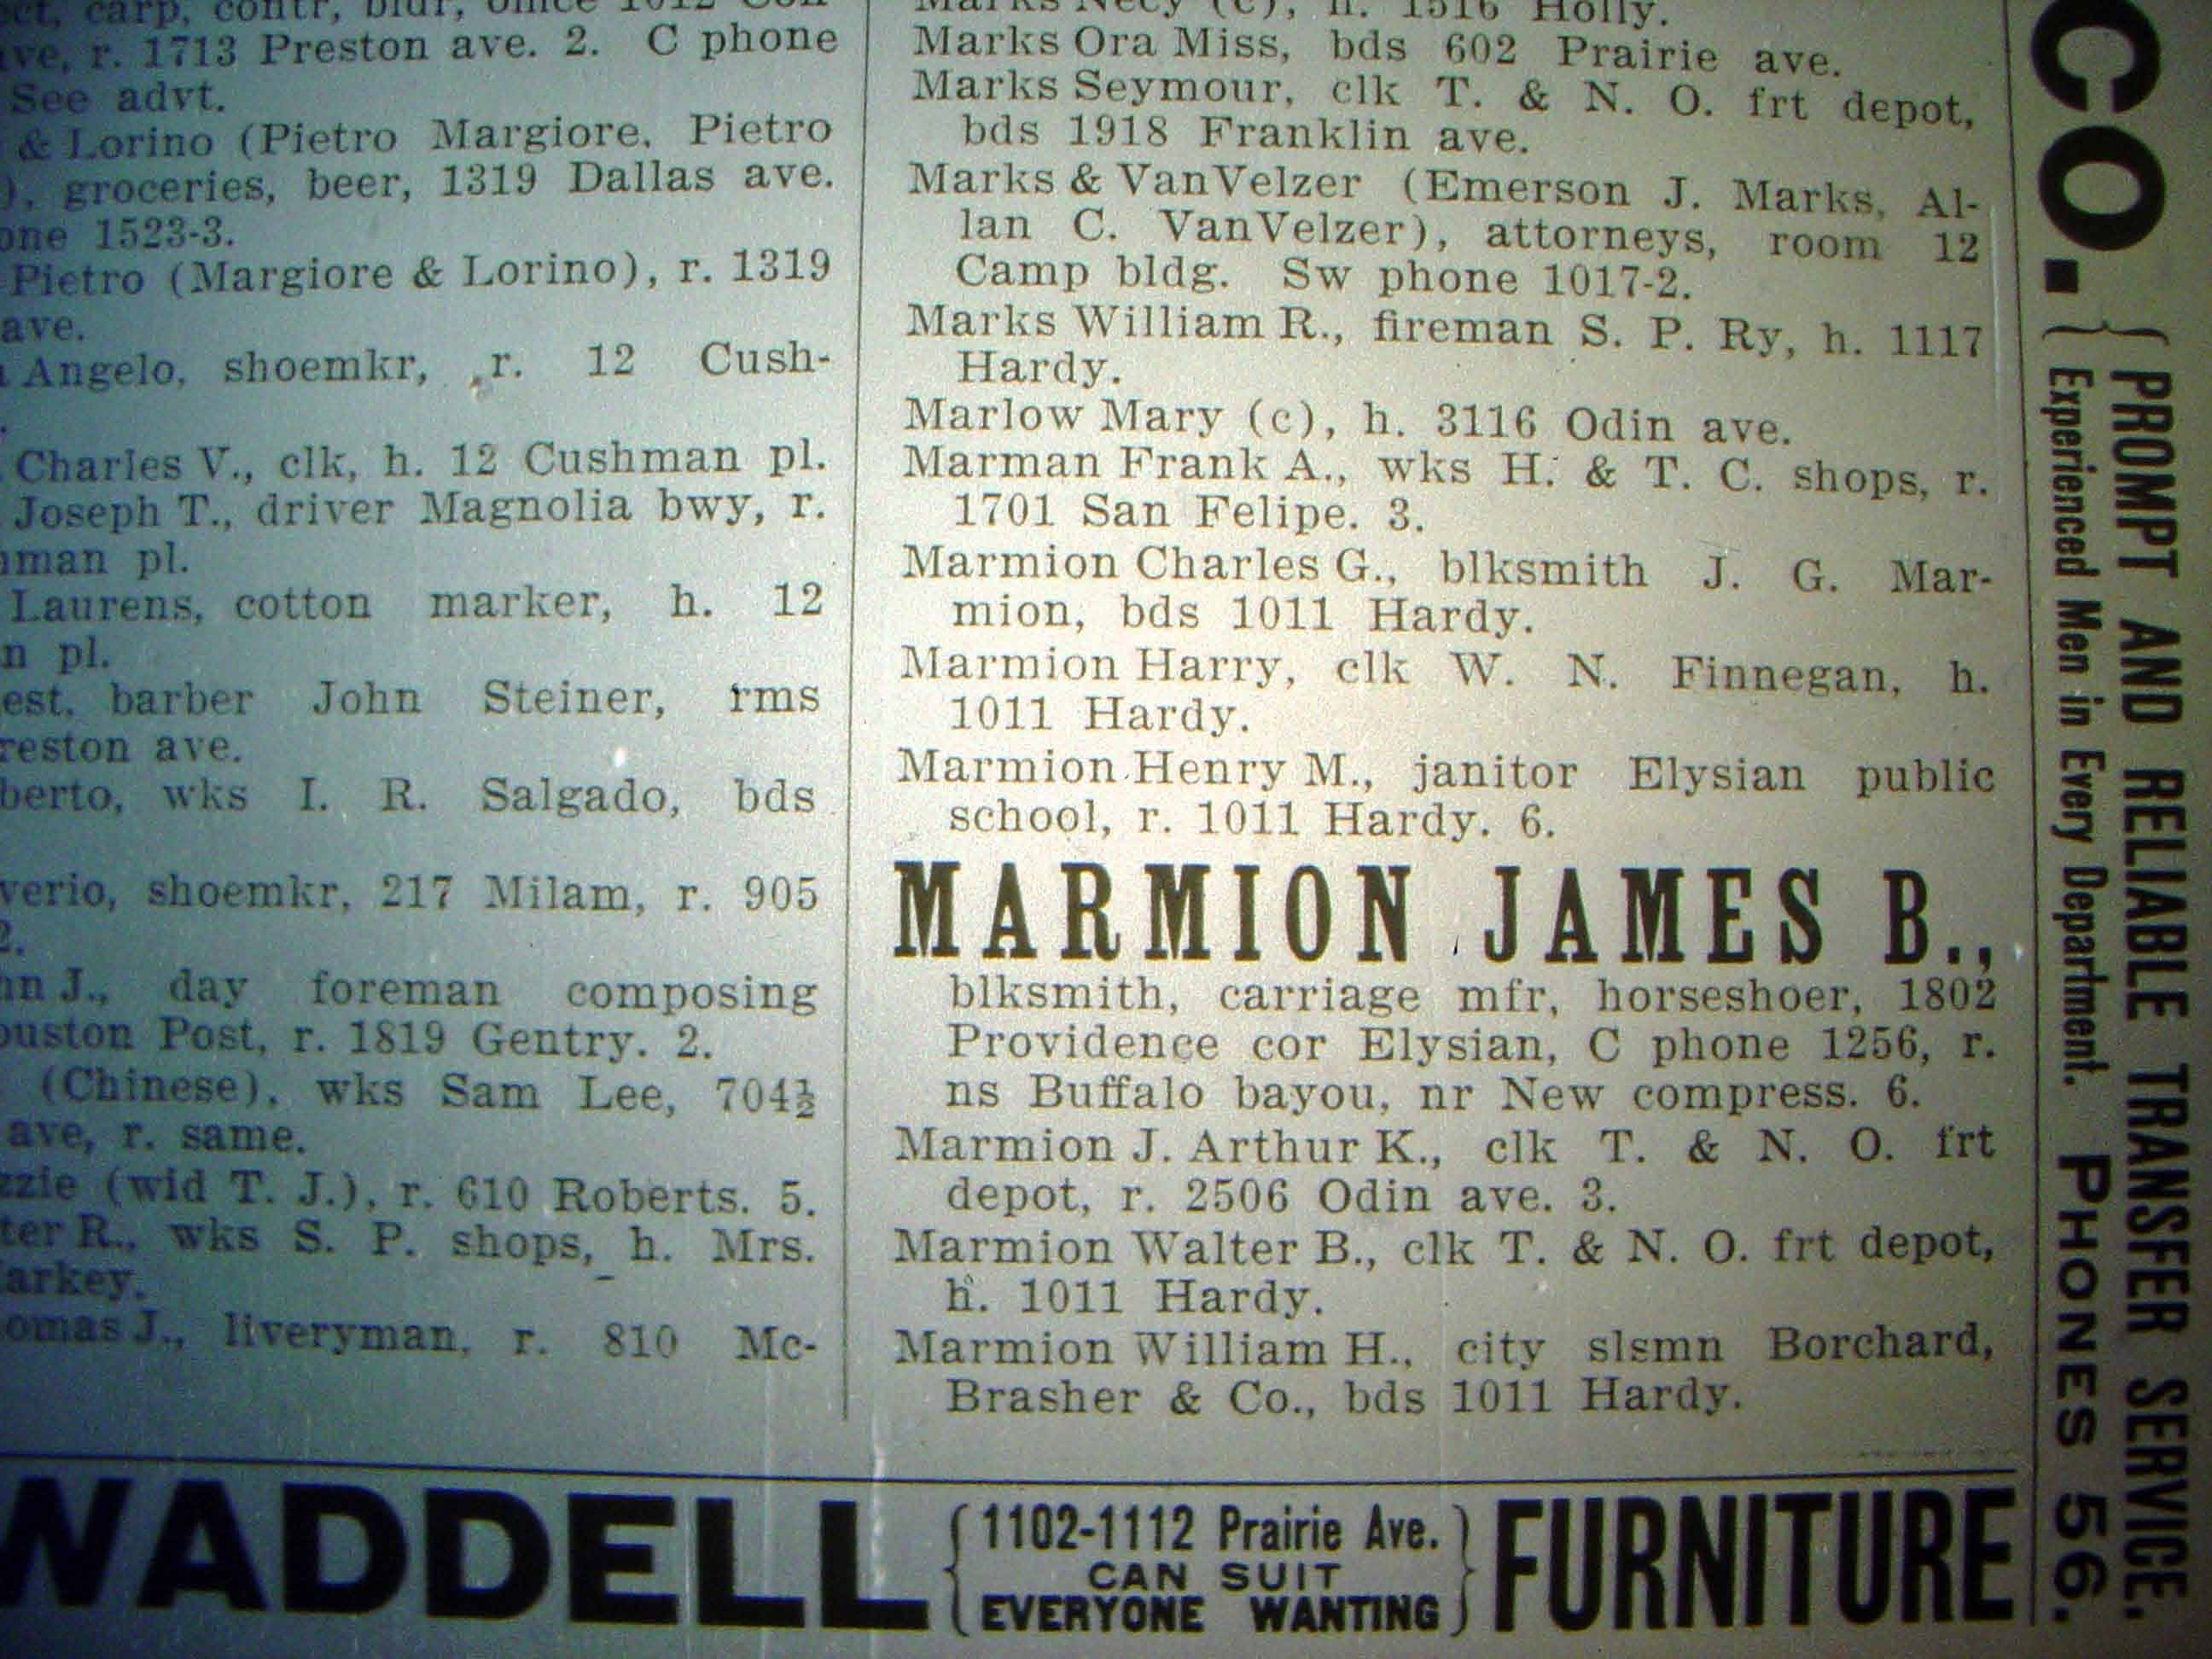 carp, contr, bldr, office 1012 Con
ave, r. 1713 Preston ave. 2. C phone
See advt.
& Lorino (Pietro Margiore, Pietro
), groceries, beer, 1319 Dallas ave.
one 1523-3.
Pietro (Margiore & Lorino), r. 1319
ave.
Angelo, shoemkr, r. 12 Cush-
Charles V., clk, h. 12 Cushman pl.
Joseph T., driver Magnolia bwy, r.
man pl.
Laurens, cotton marker, h. 12
n pl.
est, barber John Steiner, rms
reston ave.
berto, wks I. R. Salgado, bds
verio, shoemkr, 217 Milam, r. 905
2.
hn J., day foreman composing
ouston Post, r. 1819 Gentry. 2.
(Chinese), wks Sam Lee, 704½
ave, r. same.
zzie (wid T. J.), r. 610 Roberts. 5.
ter R., wks S. P. shops, h. Mrs.
arkey.
omas J., liveryman, r. 810 Mc-
Marks Necy (c), h. 1516 Holly.
Marks Ora Miss, bds 602 Prairie ave.
Marks Seymour, clk T. & N. O. frt depot,
bds 1918 Franklin ave.
Marks & VanVelzer (Emerson J. Marks, Al-
lan C. VanVelzer), attorneys, room 12
Camp bldg. Sw phone 1017-2.
Marks William R., fireman S. P. Ry, h. 1117
Hardy.
Marlow Mary (c), h. 3116 Odin ave.
Marman Frank A., wks H. & T. C. shops, r.
1701 San Felipe. 3.
Marmion Charles G., blksmith J. G. Mar-
mion, bds 1011 Hardy.
Marmion Harry, clk W. N. Finnegan, h.
1011 Hardy.
Marmion Henry M., janitor Elysian public
school, r. 1011 Hardy. 6.
MARMION JAMES B.,
blksmith, carriage mfr, horseshoer, 1802
Providence cor Elysian, C phone 1256, r.
ns Buffalo bayou, nr New compress. 6.
Marmion J. Arthur K., clk T. & N. O. frt
depot, r. 2506 Odin ave. 3.
Marmion Walter B., clk T. & N. O. frt depot,
h. 1011 Hardy.
Marmion William H., city slsmn Borchard,
Brasher & Co., bds 1011 Hardy.
CO.
PROMPT AND RELIABLE TRANSFER SERVICE.
Experienced Men in Every Department. PHONES 56.
WADDELL
1102-1112 Prairie Ave.
CAN SUIT
EVERYONE WANTING
FURNITURE